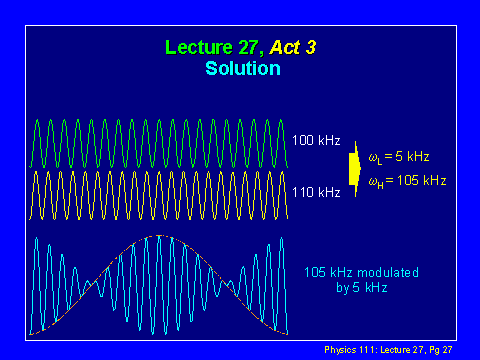 Lecture 27, Act 3
Solution
100 kHz
110 kHz
ωL = 5 kHz
ωH = 105 kHz
105 kHz modulated
by 5 kHz
Physics 111: Lecture 27, Pg 27